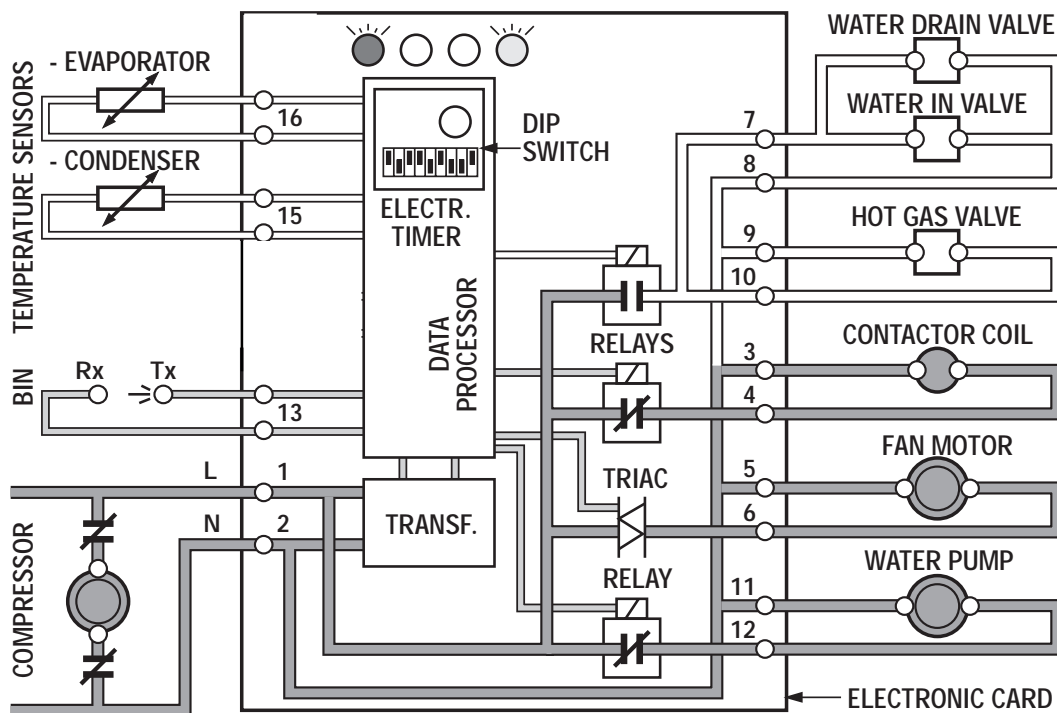 TEMPERATURE SENSORS
- EVAPORATOR
16
- CONDENSER
15
BIN
Rx
Tx
13
L
1
N
2
COMPRESSOR
DIP
SWITCH
ELECTR.
TIMER
DATA
PROCESSOR
TRANSF.
RELAYS
TRIAC
RELAY
WATER DRAIN VALVE
WATER IN VALVE
7
8
HOT GAS VALVE
9
10
CONTACTOR COIL
3
4
FAN MOTOR
5
6
WATER PUMP
11
12
ELECTRONIC CARD